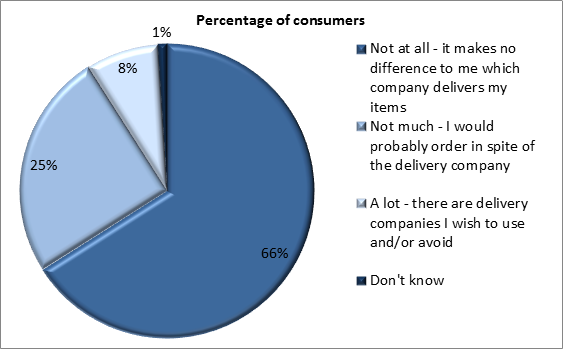 Percentage of consumers
1%
8%
25%
66%
Not at all - it makes no
difference to me which
company delivers my
items
Not much - I would
probably order in spite of
the delivery company
A lot - there are delivery
companies I wish to use
and/or avoid
Don't know